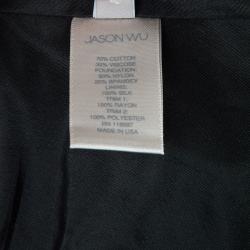 JASON WU
70% COTTON
30% VISCOSE
FOUNDATION:
80% NYLON
20% SPANDEX
LINING:
100% SILK
TRIM 1:
100% RAYON
TRIM 2:
100% POLYESTER
RN 118997
MADE IN USA